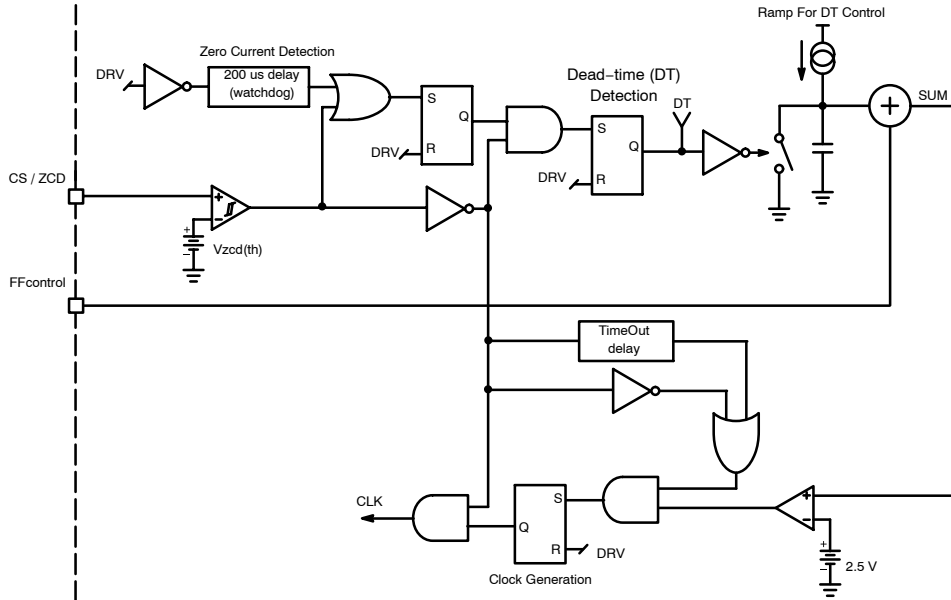 Ramp For DT Control
Zero Current Detection
DRV
200 us delay
(watchdog)
Dead−time (DT)
Detection
DT
S
Q
R
DRV
S
Q
R
DRV
+
SUM
CS / ZCD
+
−
+
−
Vzcd(th)
FFcontrol
TimeOut
delay
CLK
S
Q
R
DRV
Clock Generation
+
−
+
−
2.5 V